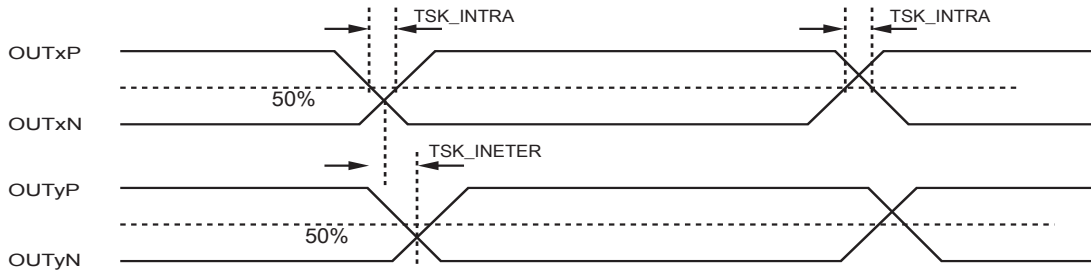 TSK_INTRA TSK_INTRA
OUTxP
50%
OUTxN
TSK_INETER
OUTyP
50%
OUTyN